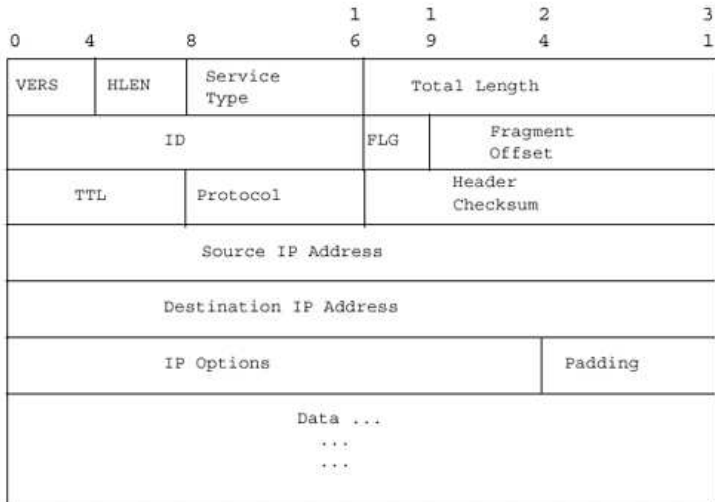 1 1 2 3
0 4 8 6 9 4 1
VERS HLEN Service Type Total Length
ID FLG Fragment Offset
TTL Protocol Header Checksum
Source IP Address
Destination IP Address
IP Options Padding
Data ...
...
...